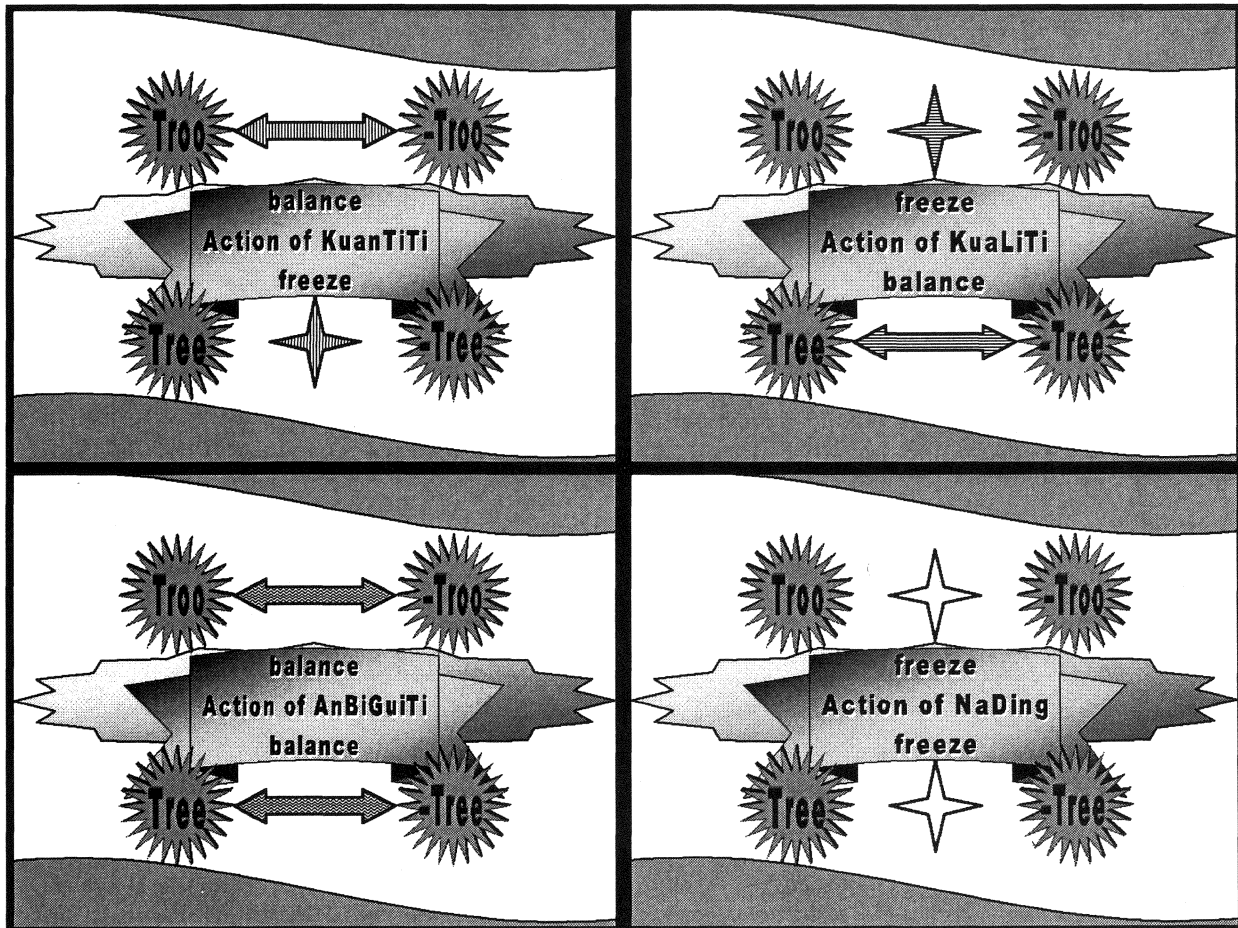 Troo -Troo
balance
Action of KuanTiTi
freeze
Tree -Tree
Troo -Troo
freeze
Action of KuaLiTi
balance
Tree -Tree
Troo -Troo
balance
Action of AnBiGuiTi
balance
Tree -Tree
Troo -Troo
freeze
Action of NaDing
freeze
Tree -Tree